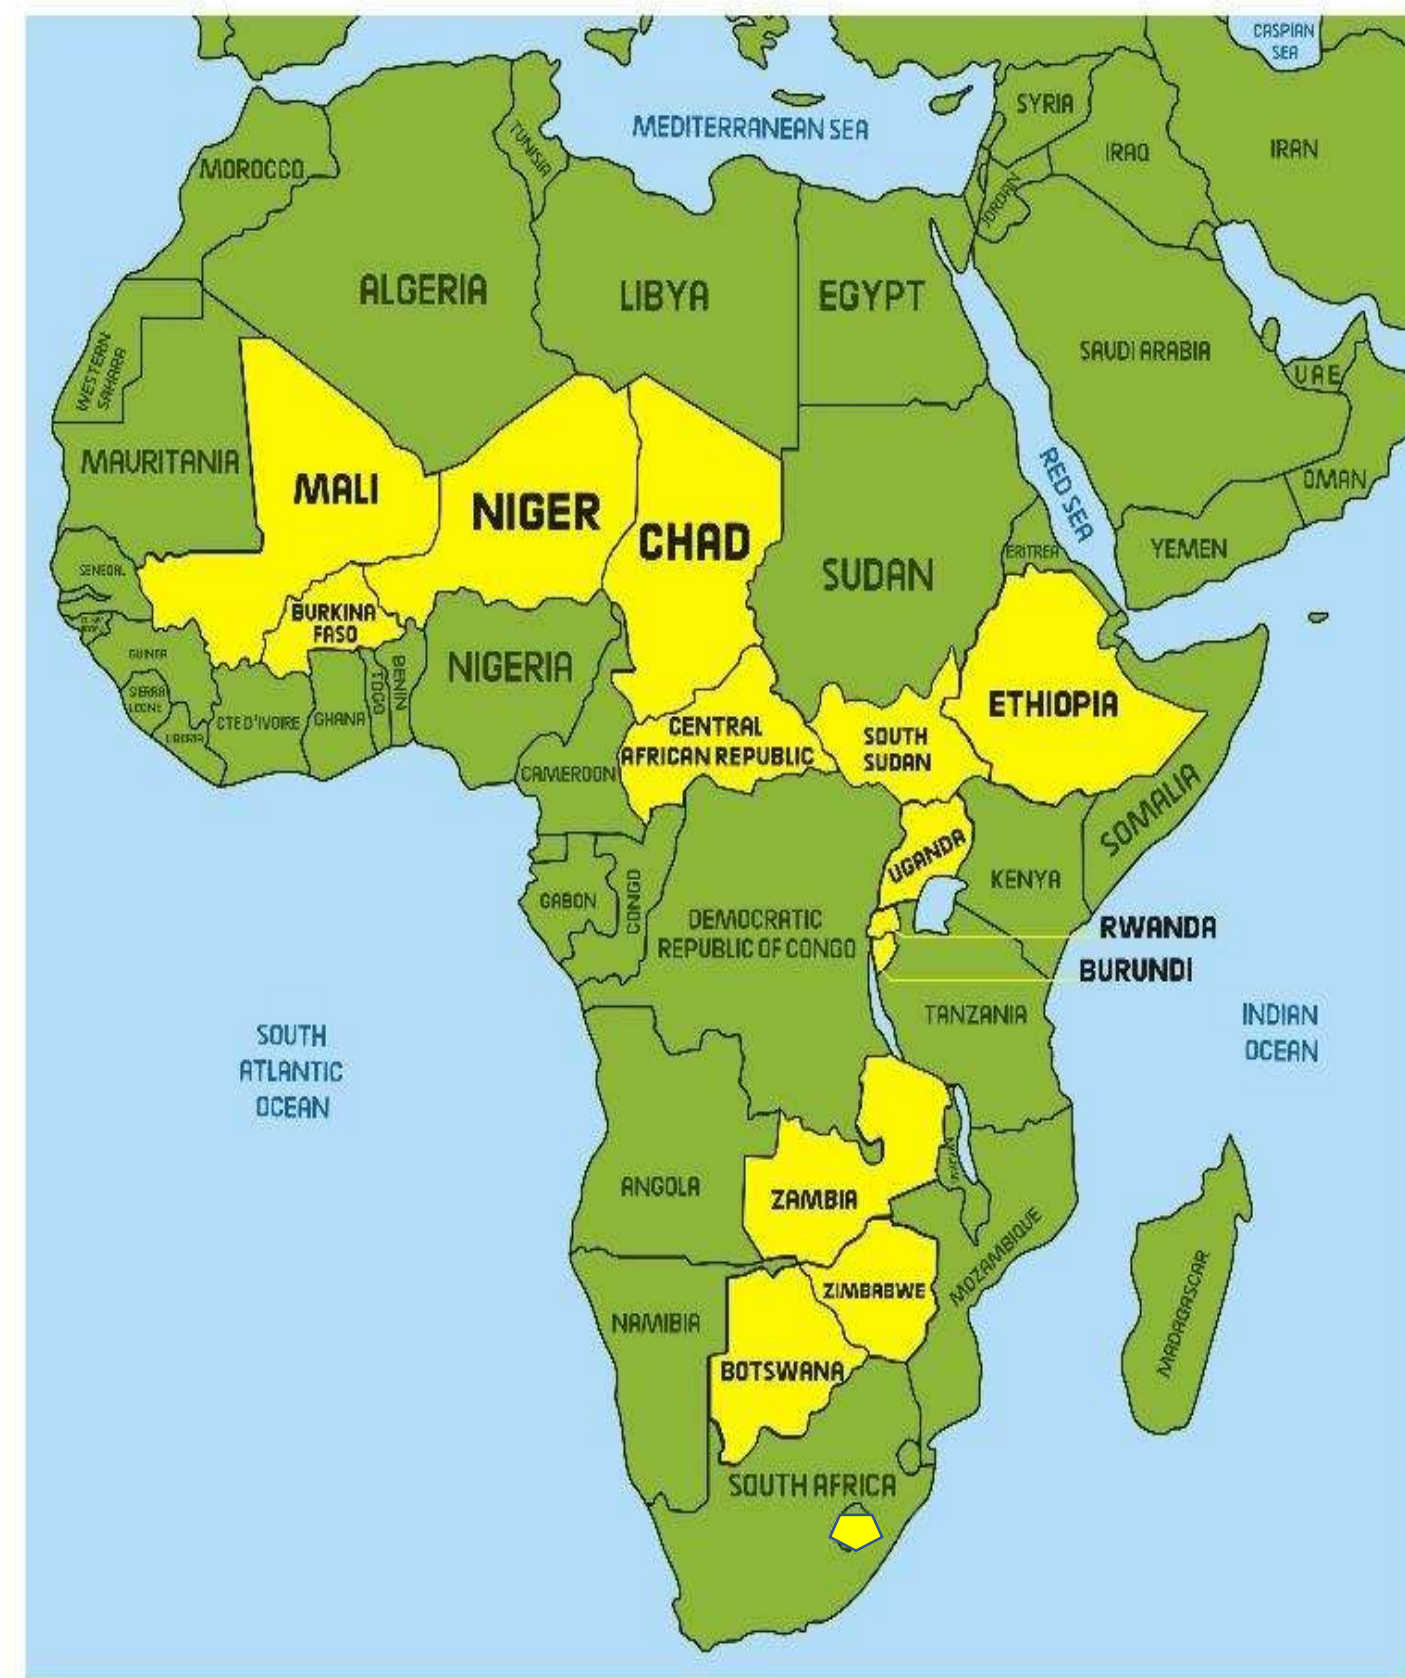 CASPIAN
SEA
SYRIA
MEDITERRANEAN SEA
TUNISIA
IRAQ
IRAN
MOROCCO
JORDAN
ALGERIA
LIBYA
EGYPT
SAUDI ARABIA
WESTERN
SAHARA
UAE
MAURITANIA
MALI
NIGER
CHAD
RED SEA
OMAN
SUDAN
ERITREA
YEMEN
SENEGAL
BURKINA
FASO
GUINEA
NIGERIA
BENIN
TOGO
SIERRA
LEONE
ETHIOPIA
LIBERIA
CTE D'IVOIRE
GHANA
CENTRAL
AFRICAN REPUBLIC
SOUTH
SUDAN
CAMEROON
SOMALIA
UGANDA
KENYA
GABON
CONGO
DEMOCRATIC
REPUBLIC OF CONGO
RWANDA
BURUNDI
TANZANIA
SOUTH
ATLANTIC
OCEAN
INDIAN
OCEAN
ANGOLA
ZAMBIA
MOZAMBIQUE
ZIMBABWE
NAMIBIA
MADAGASCAR
BOTSWANA
SOUTH AFRICA